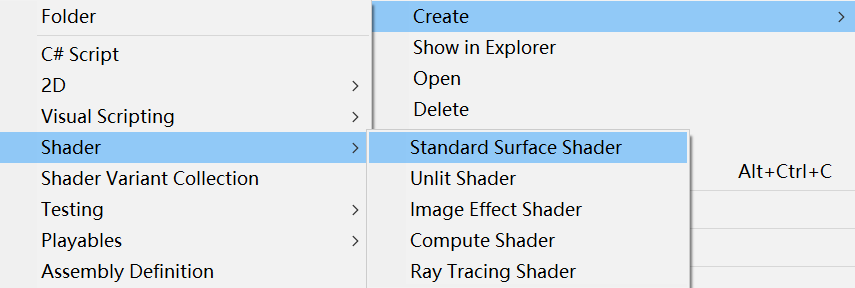 Folder
C# Script
2D
Visual Scripting
Shader
Shader Variant Collection
Testing
Playables
Assembly Definition
Create
Show in Explorer
Open
Delete
Standard Surface Shader
Unlit Shader
Image Effect Shader
Compute Shader
Ray Tracing Shader
Alt+Ctrl+C